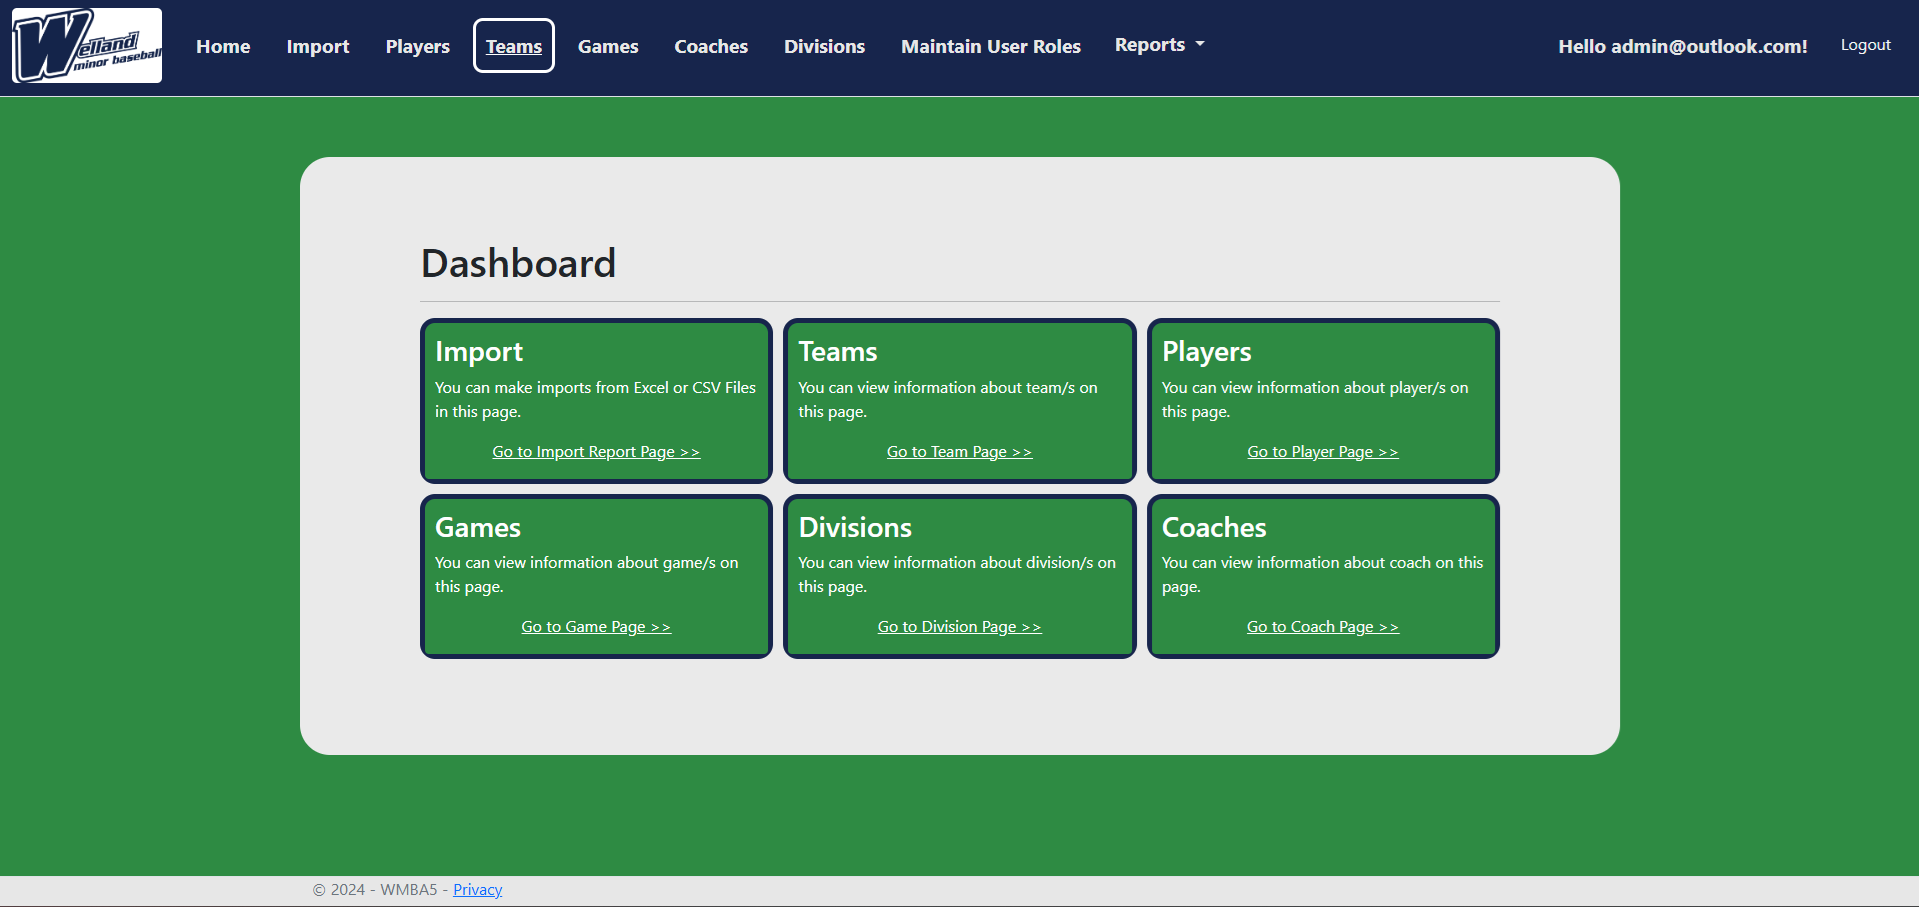 Welland
minor baseball
Home Import Players Teams Games Coaches Divisions Maintain User Roles Reports Hello admin@outlook.com! Logout
Dashboard
Import
You can make imports from Excel or CSV Files
in this page.
Go to Import Report Page >>
Teams
You can view information about team/s on
this page.
Go to Team Page >>
Players
You can view information about player/s on
this page.
Go to Player Page >>
Games
You can view information about game/s on
this page.
Go to Game Page >>
Divisions
You can view information about division/s on
this page.
Go to Division Page >>
Coaches
You can view information about coach on this
page.
Go to Coach Page >>
© 2024 - WMBA5 - Privacy